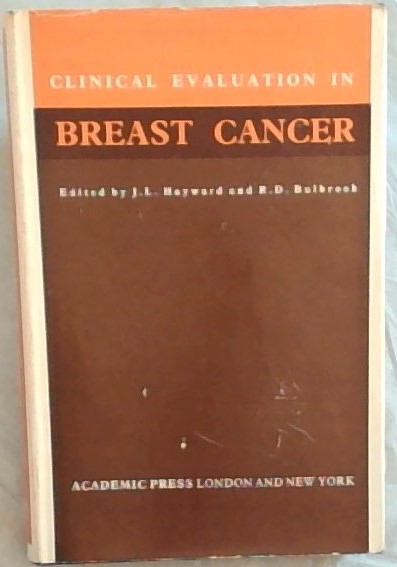 CLINICAL EVALUATION IN
BREAST CANCER
Edited by J.L. Hayward and R.D. Bulbrook
ACADEMIC PRESS LONDON AND NEW YORK